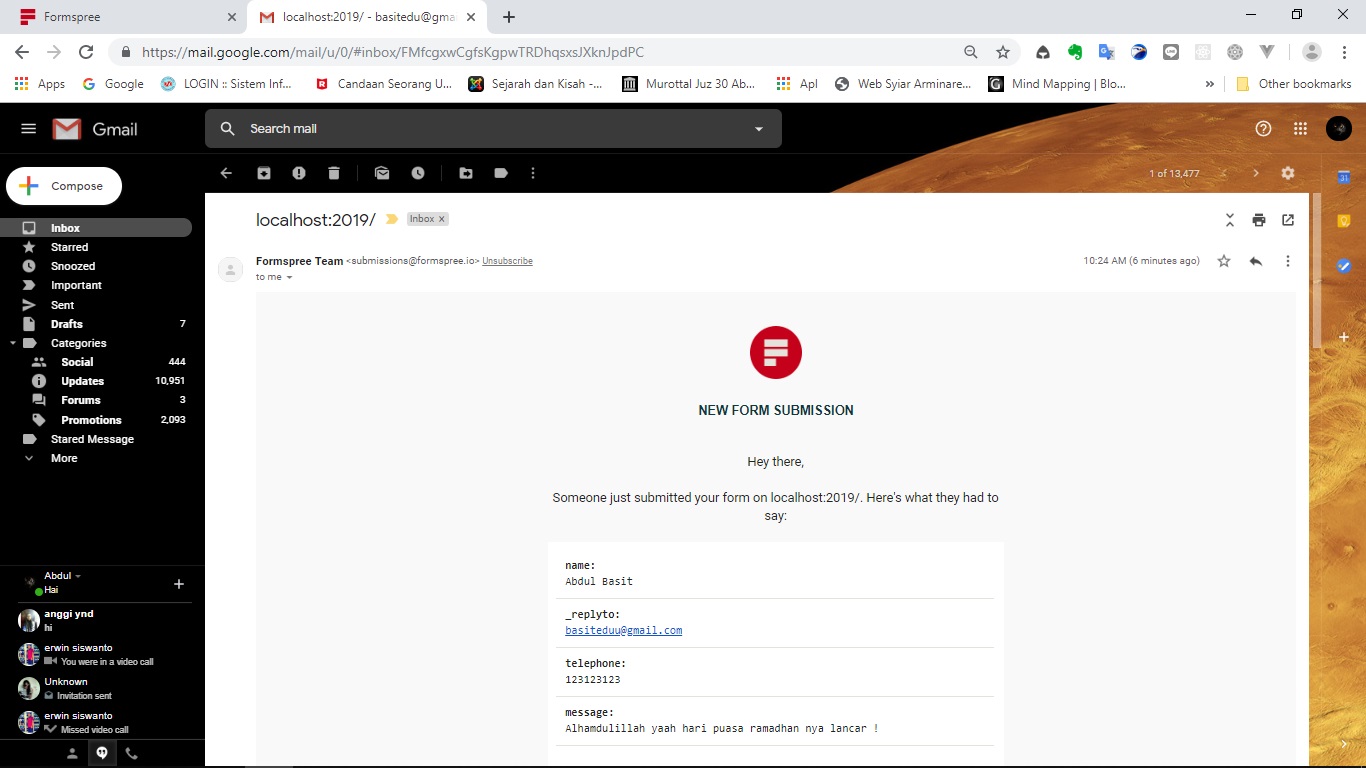 Formspree
localhost:2019/ - basitedu@gmai
https://mail.google.com/mail/u/0/#inbox/FMfcgxwCgfsKgpwTRDhqsxsJXknJpdPC
Apps Google LOGIN :: Sistem Inf... Candaan Seorang U... Sejarah dan Kisah -... Murottal Juz 30 Ab... Apl Web Syiar Arminare... Mind Mapping | Blo... » Other bookmarks
Gmail
Search mail
Compose
1 of 13,477
31
Inbox
Starred
Snoozed
Important
Sent
Drafts 7
Categories
Social 444
Updates 10,951
Forums 3
Promotions 2,093
Stared Message
More
Abdul
Hai
anggi ynd
hi
erwin siswanto
You were in a video call
Unknown
Invitation sent
erwin siswanto
Missed video call
localhost:2019/ Inbox x
Formspree Team <submissions@formspree.io> Unsubscribe
10:24 AM (6 minutes ago)
to me
NEW FORM SUBMISSION
Hey there,
Someone just submitted your form on localhost:2019/. Here's what they had to
say:
name:
Abdul Basit
_replyto:
basiteduu@gmail.com
telephone:
123123123
message:
Alhamdulillah yaah hari puasa ramadhan nya lancar !